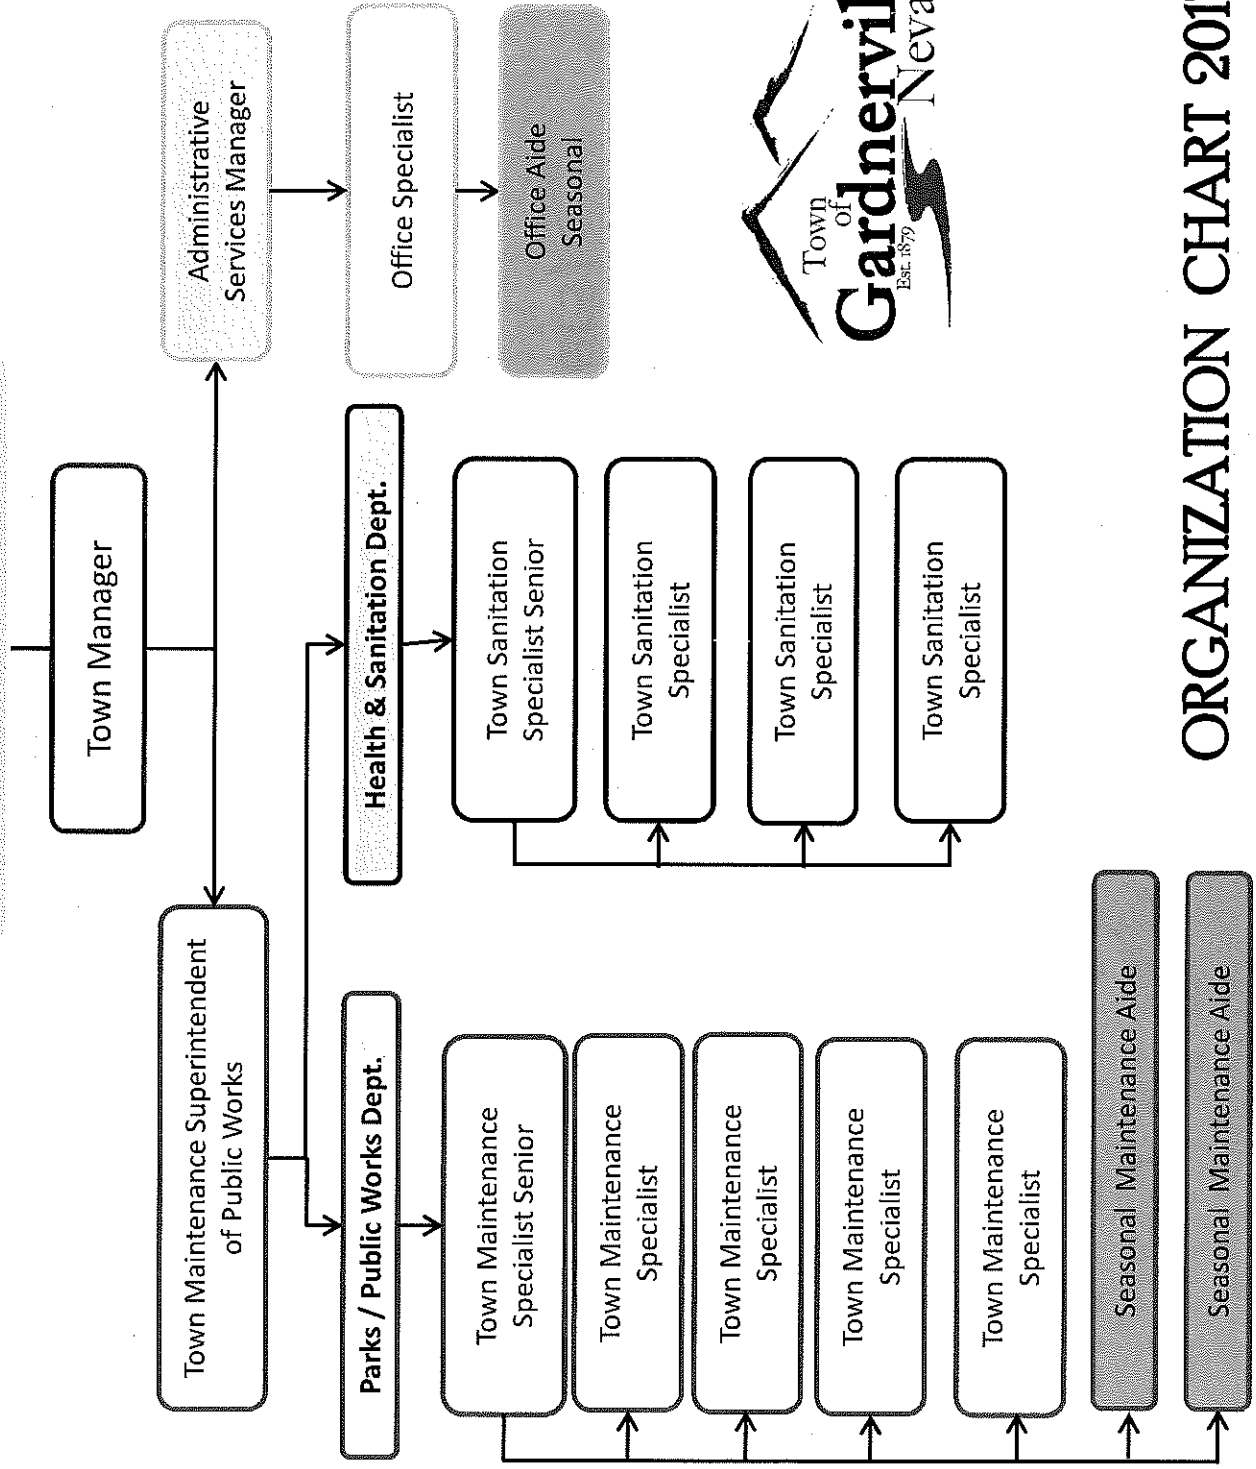 Town Manager
Town Maintenance Superintendent
of Public Works
Administrative
Services Manager
Parks / Public Works Dept.
Health & Sanitation Dept.
Office Specialist
Office Aide
Seasonal
Town Maintenance
Specialist Senior
Town Maintenance
Specialist
Town Maintenance
Specialist
Town Maintenance
Specialist
Town Maintenance
Specialist
Seasonal Maintenance Aide
Seasonal Maintenance Aide
Town Sanitation
Specialist Senior
Town Sanitation
Specialist
Town Sanitation
Specialist
Town Sanitation
Specialist
Town
of
Gardnervil
Est. 1879
Neva
ORGANIZATION CHART 201